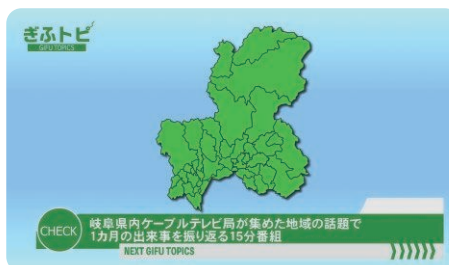 ぎふトピ
GIFU TOPICS
CHECK
岐阜県内ケーブルテレビ局が集めた地域の話題で
1カ月の出来事を振り返る15分番組
NEXT GIFU TOPICS